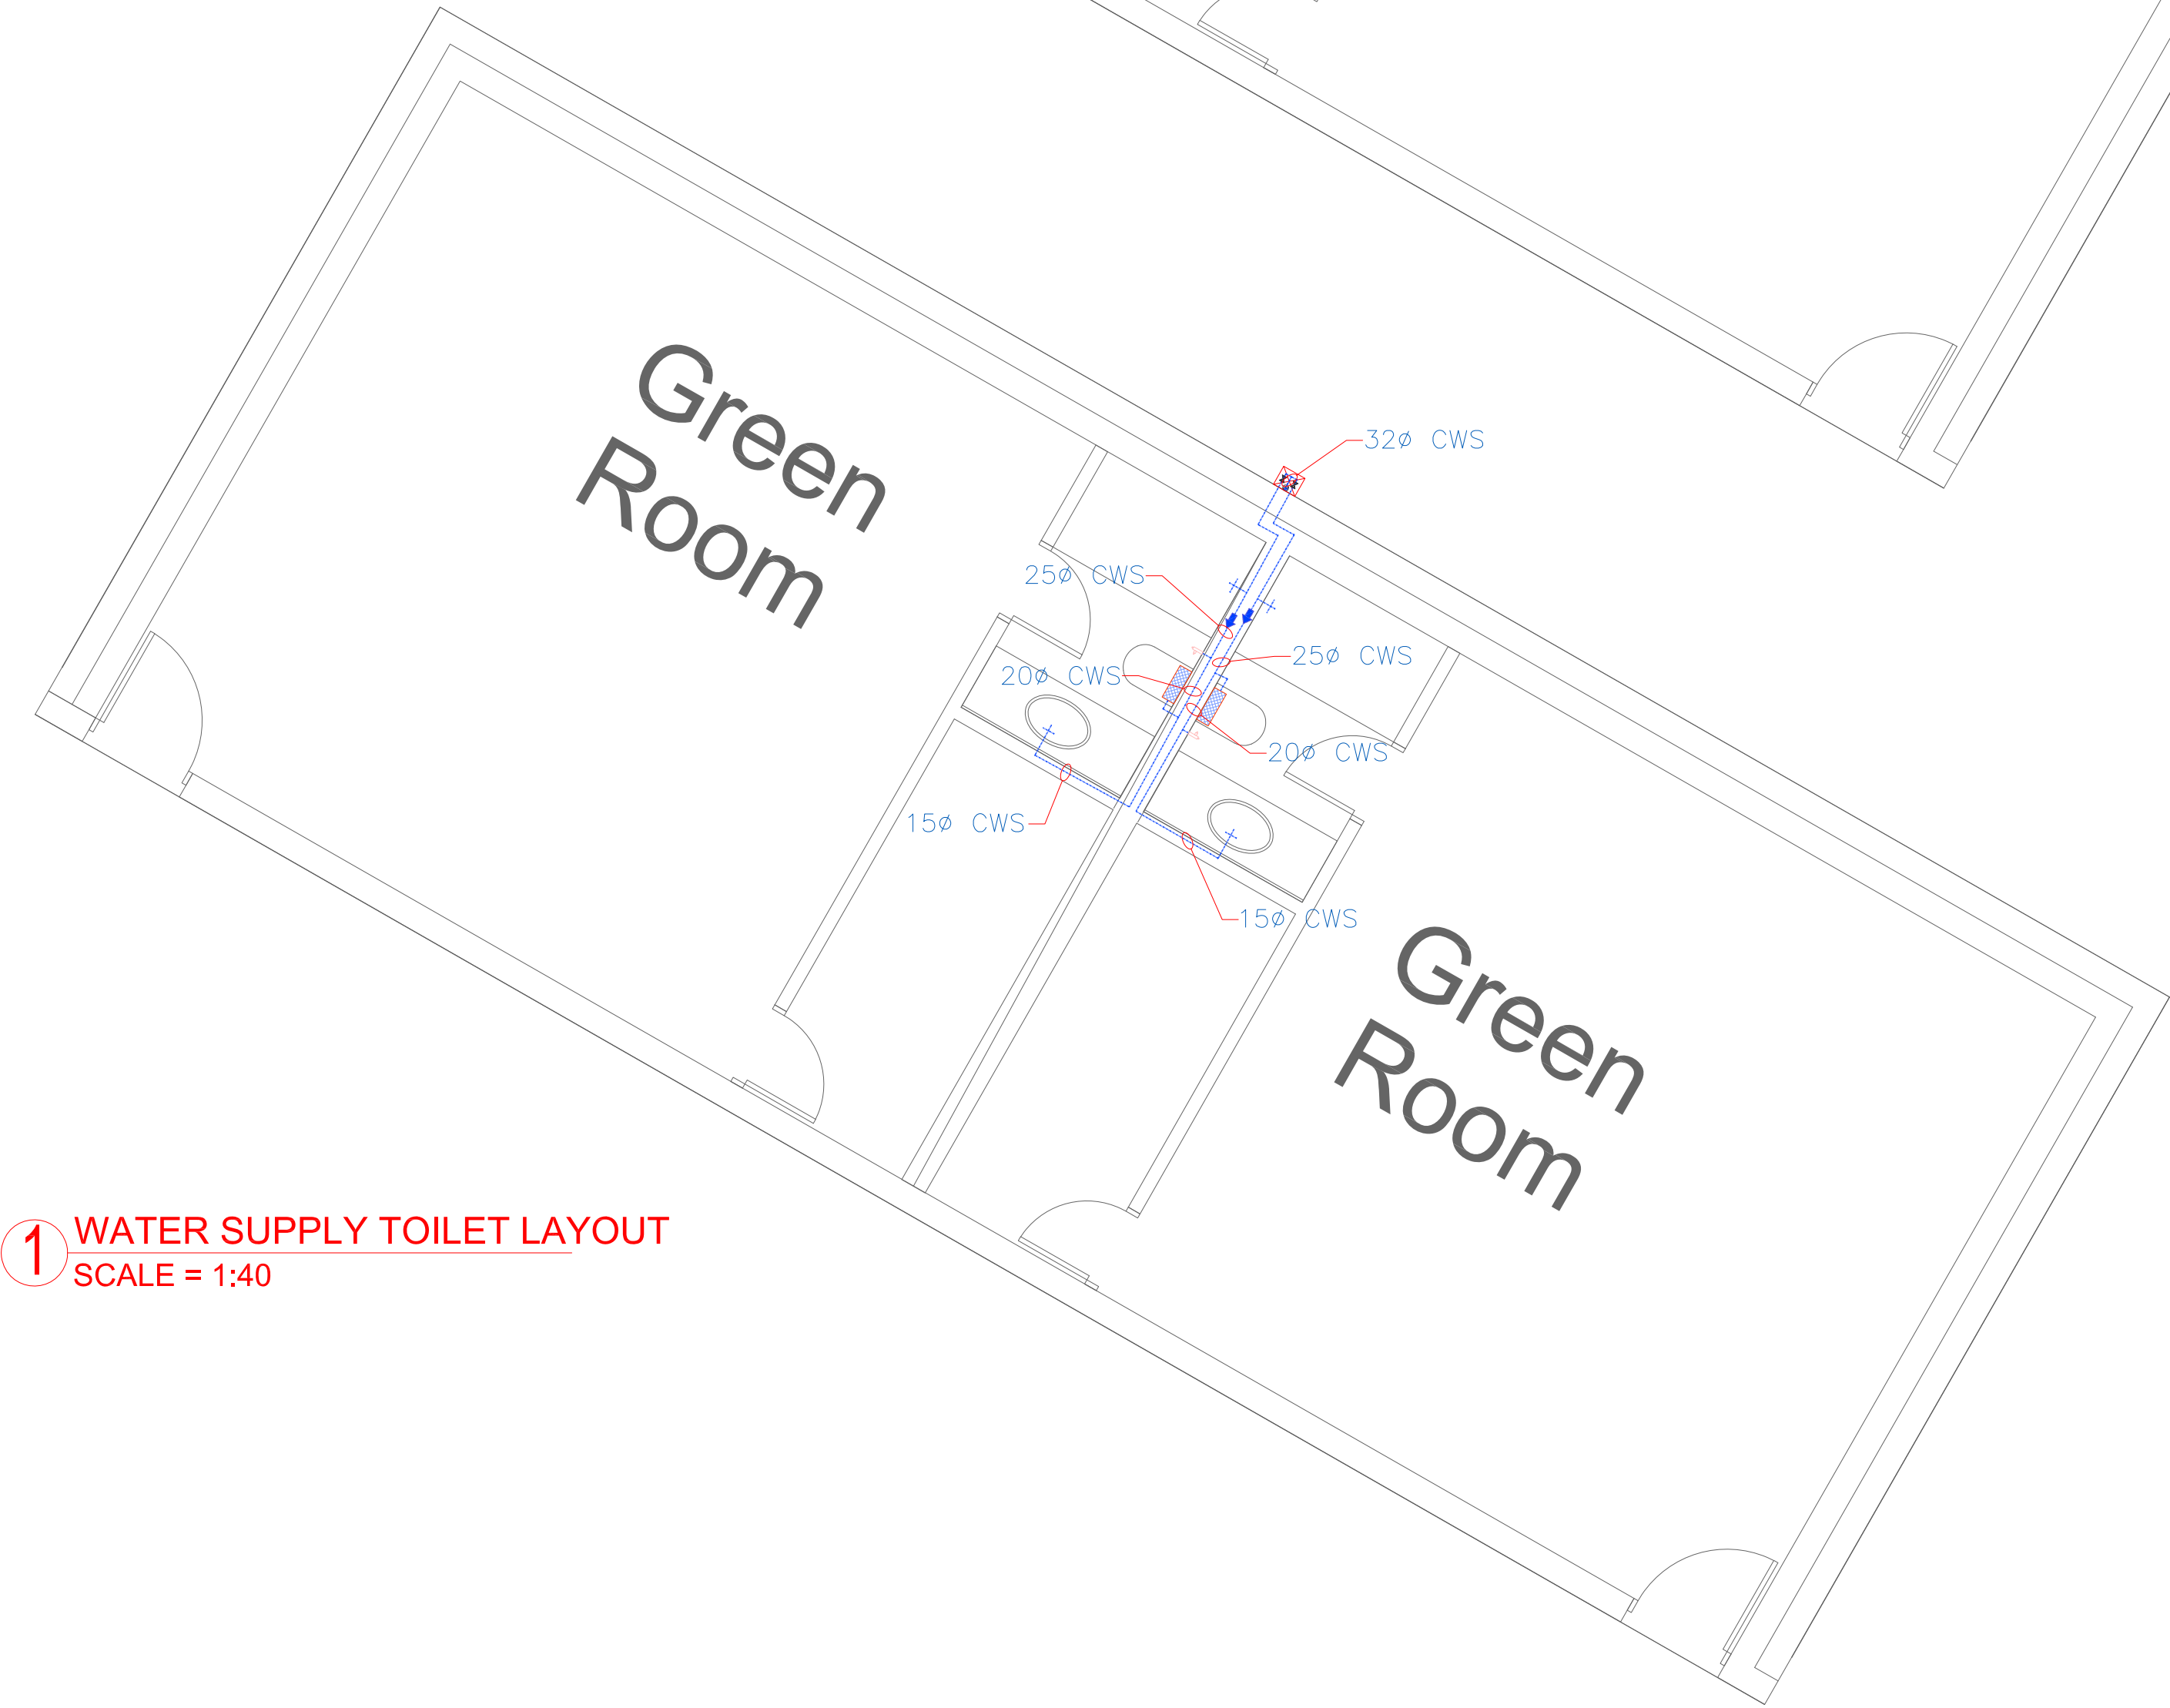 Green
Room
32ø CWS
25ø CWS
25ø CWS
20ø CWS
20ø CWS
15ø CWS
15ø CWS
Green
Room
1
WATER SUPPLY TOILET LAYOUT
SCALE = 1:40